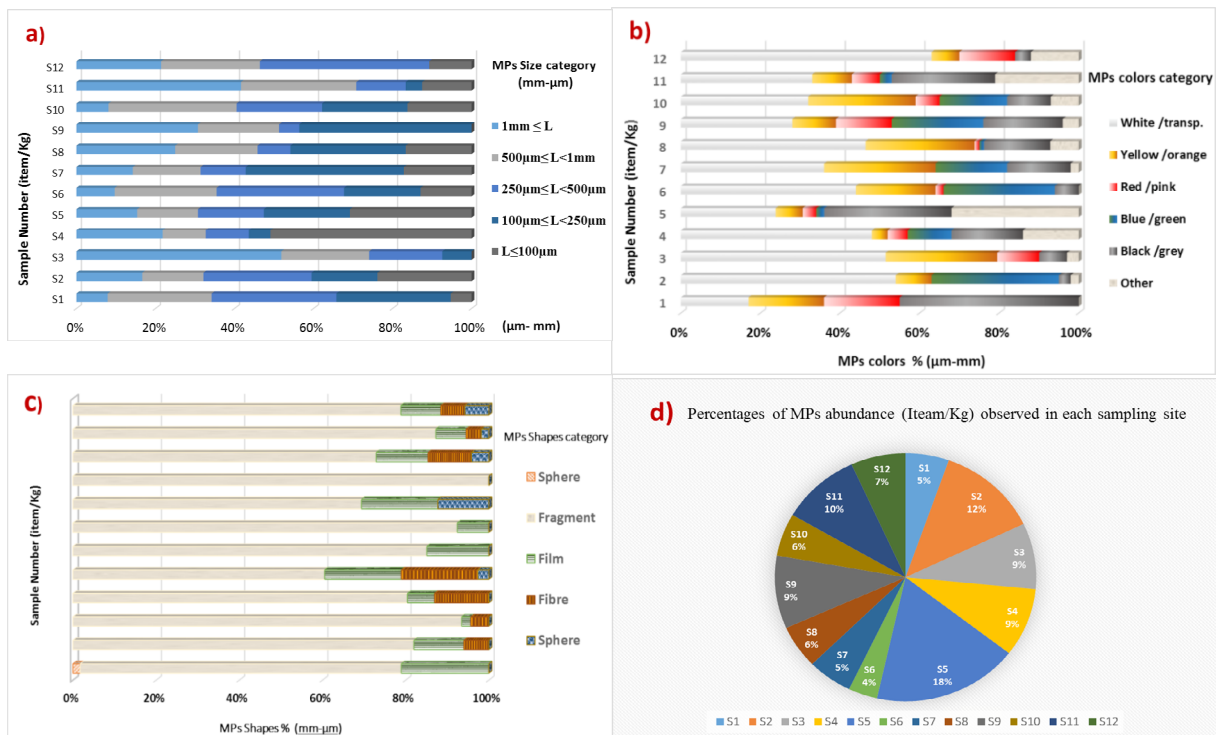 a)
MPs Size category
(mm-μm)
1mm ≤ L
500μm≤ L<1mm
250μm≤ L<500μm
100μm≤ L<250μm
L≤100μm
Sample Number (item/Kg)
S12
S11
S10
S9
S8
S7
S6
S5
S4
S3
S2
S1
0% 20% 40% 60% 80% 100% (μm- mm)
b)
MPs colors category
White /transp.
Yellow /orange
Red /pink
Blue /green
Black /grey
Other
Sample Number (item/Kg)
12
11
10
9
8
7
6
5
4
3
2
1
0% 20% 40% 60% 80% 100%
MPs colors % (μm-mm)
c)
MPs Shapes category
Sphere
Fragment
Film
Fibre
Sphere
Sample Number (item/Kg)
0% 20% 40% 60% 80% 100%
MPs Shapes % (mm-μm)
d) Percentages of MPs abundance (Iteam/Kg) observed in each sampling site
S1
5%
S2
12%
S3
9%
S4
9%
S5
18%
S6
4%
S7
5%
S8
6%
S9
9%
S10
6%
S11
10%
S12
7%
S1 S2 S3 S4 S5 S6 S7 S8 S9 S10 S11 S12